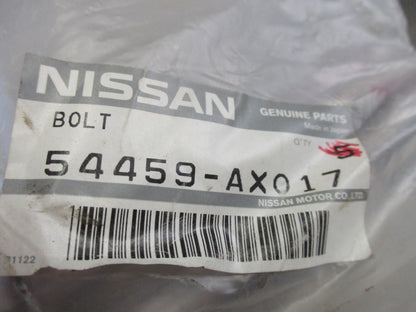 NISSAN
GENUINE PARTS
Made in Japan
BOLT
Q'TY 5
54459-AX017
NISSAN MOTOR CO.,LTD.
31122